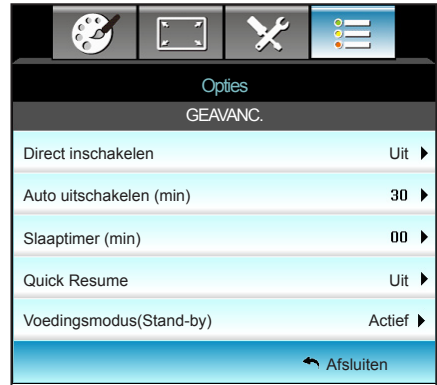 Opties
GEAVANC.
Direct inschakelen Uit
Auto uitschakelen (min) 30
Slaaptimer (min) 00
Quick Resume Uit
Voedingsmodus(Stand-by) Actief
Afsluiten